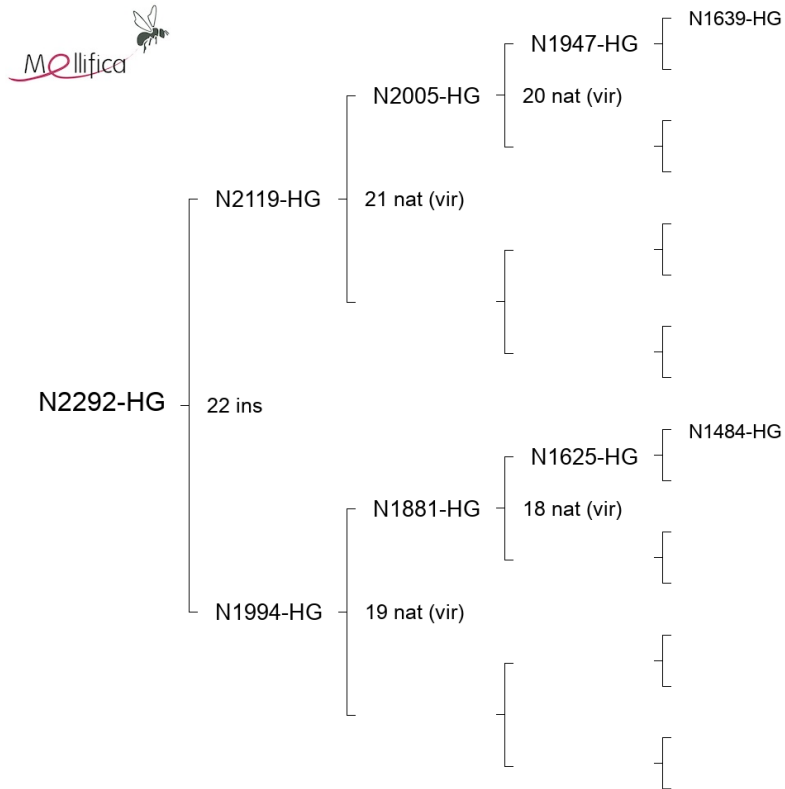 Mellifica
N1639-HG
N1947-HG
N2005-HG
20 nat (vir)
N2119-HG
21 nat (vir)
N2292-HG
22 ins
N1484-HG
N1625-HG
N1881-HG
18 nat (vir)
N1994-HG
19 nat (vir)